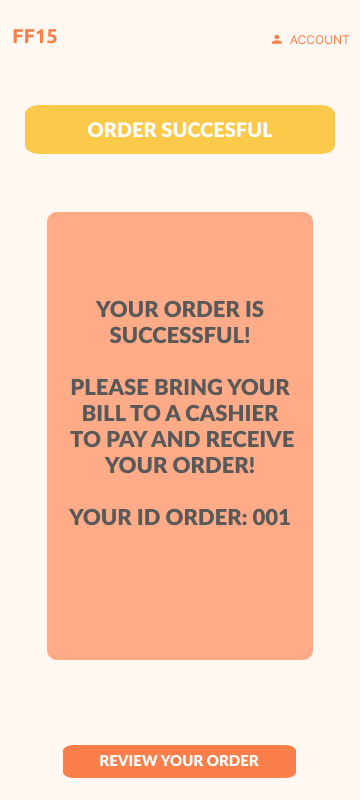 FF15
ACCOUNT
ORDER SUCCESFUL
YOUR ORDER IS
SUCCESSFUL!
PLEASE BRING YOUR
BILL TO A CASHIER
TO PAY AND RECEIVE
YOUR ORDER!
YOUR ID ORDER: 001
REVIEW YOUR ORDER